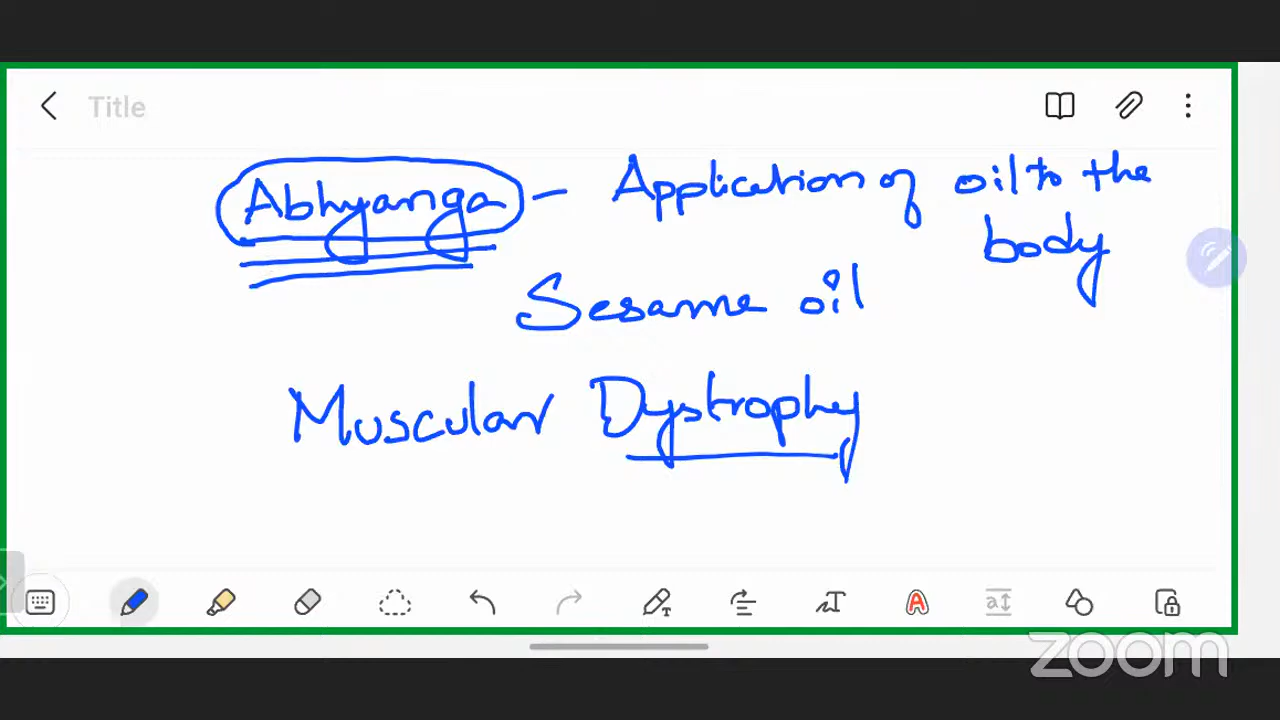 Title
Abhyanga - Application of oil to the
body
Sesame oil
Muscular Dystrophy
zoom